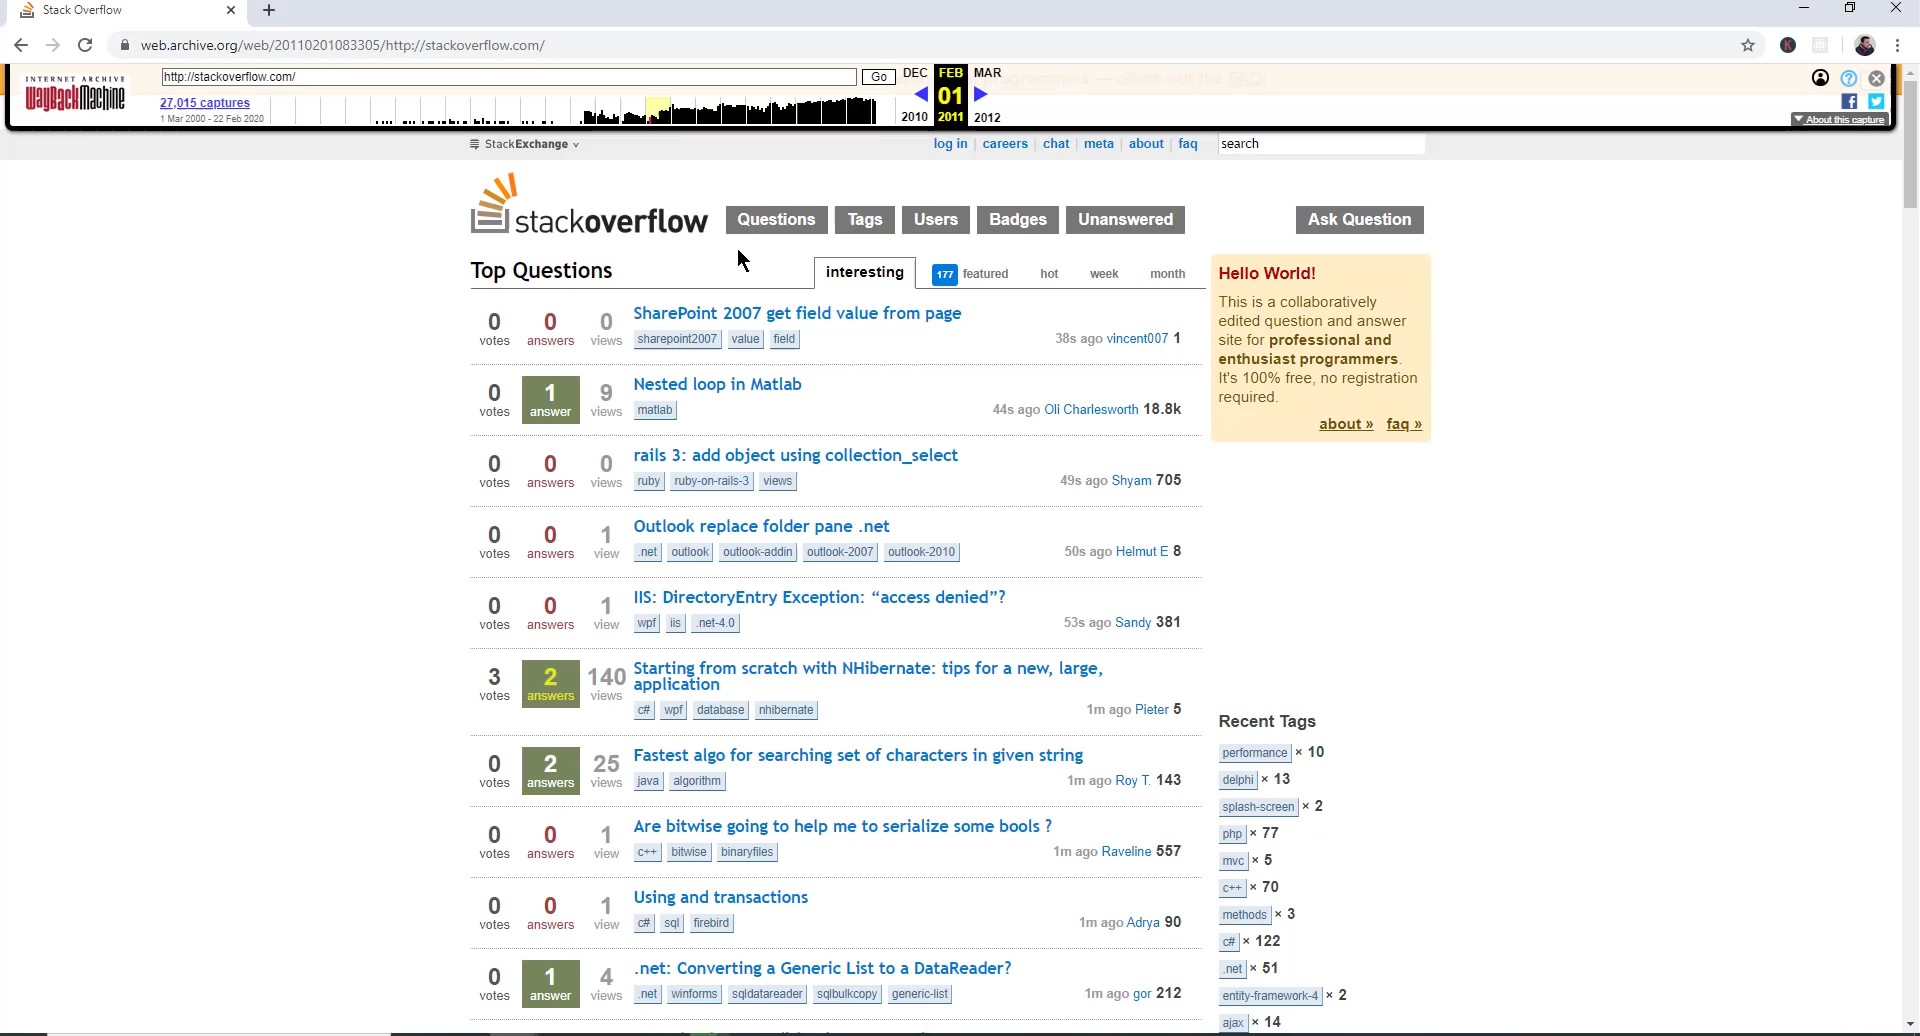 Stack Overflow
web.archive.org/web/20110201083305/http://stackoverflow.com/
INTERNET ARCHIVE
WayBackMachine
http://stackoverflow.com/
Go
DEC FEB MAR
01
2010 2011 2012
27,015 captures
1 Mar 2000 - 22 Feb 2020
About this capture
StackExchange
log in | careers | chat | meta | about | faq
search
stackoverflow
Questions Tags Users Badges Unanswered
Ask Question
Top Questions
interesting 177 featured hot week month
0 votes 0 answers 0 views
SharePoint 2007 get field value from page
sharepoint2007 value field
38s ago vincent007 1
0 votes 1 answer 9 views
Nested loop in Matlab
matlab
44s ago Oli Charlesworth 18.8k
0 votes 0 answers 0 views
rails 3: add object using collection_select
ruby ruby-on-rails-3 views
49s ago Shyam 705
0 votes 0 answers 1 view
Outlook replace folder pane .net
.net outlook outlook-addin outlook-2007 outlook-2010
50s ago Helmut E 8
0 votes 0 answers 1 view
IIS: DirectoryEntry Exception: “access denied”?
wpf iis .net-4.0
53s ago Sandy 381
3 votes 2 answers 140 views
Starting from scratch with NHibernate: tips for a new, large,
application
c# wpf database nhibernate
1m ago Pieter 5
0 votes 2 answers 25 views
Fastest algo for searching set of characters in given string
java algorithm
1m ago Roy T. 143
0 votes 0 answers 1 view
Are bitwise going to help me to serialize some bools ?
c++ bitwise binaryfiles
1m ago Raveline 557
0 votes 0 answers 1 view
Using and transactions
c# sql firebird
1m ago Adrya 90
0 votes 1 answer 4 views
.net: Converting a Generic List to a DataReader?
.net winforms sqldatareader sqlbulkcopy generic-list
1m ago gor 212
Hello World!
This is a collaboratively
edited question and answer
site for professional and
enthusiast programmers.
It's 100% free, no registration
required.
about » faq »
Recent Tags
performance × 10
delphi × 13
splash-screen × 2
php × 77
mvc × 5
c++ × 70
methods × 3
c# × 122
.net × 51
entity-framework-4 × 2
ajax × 14